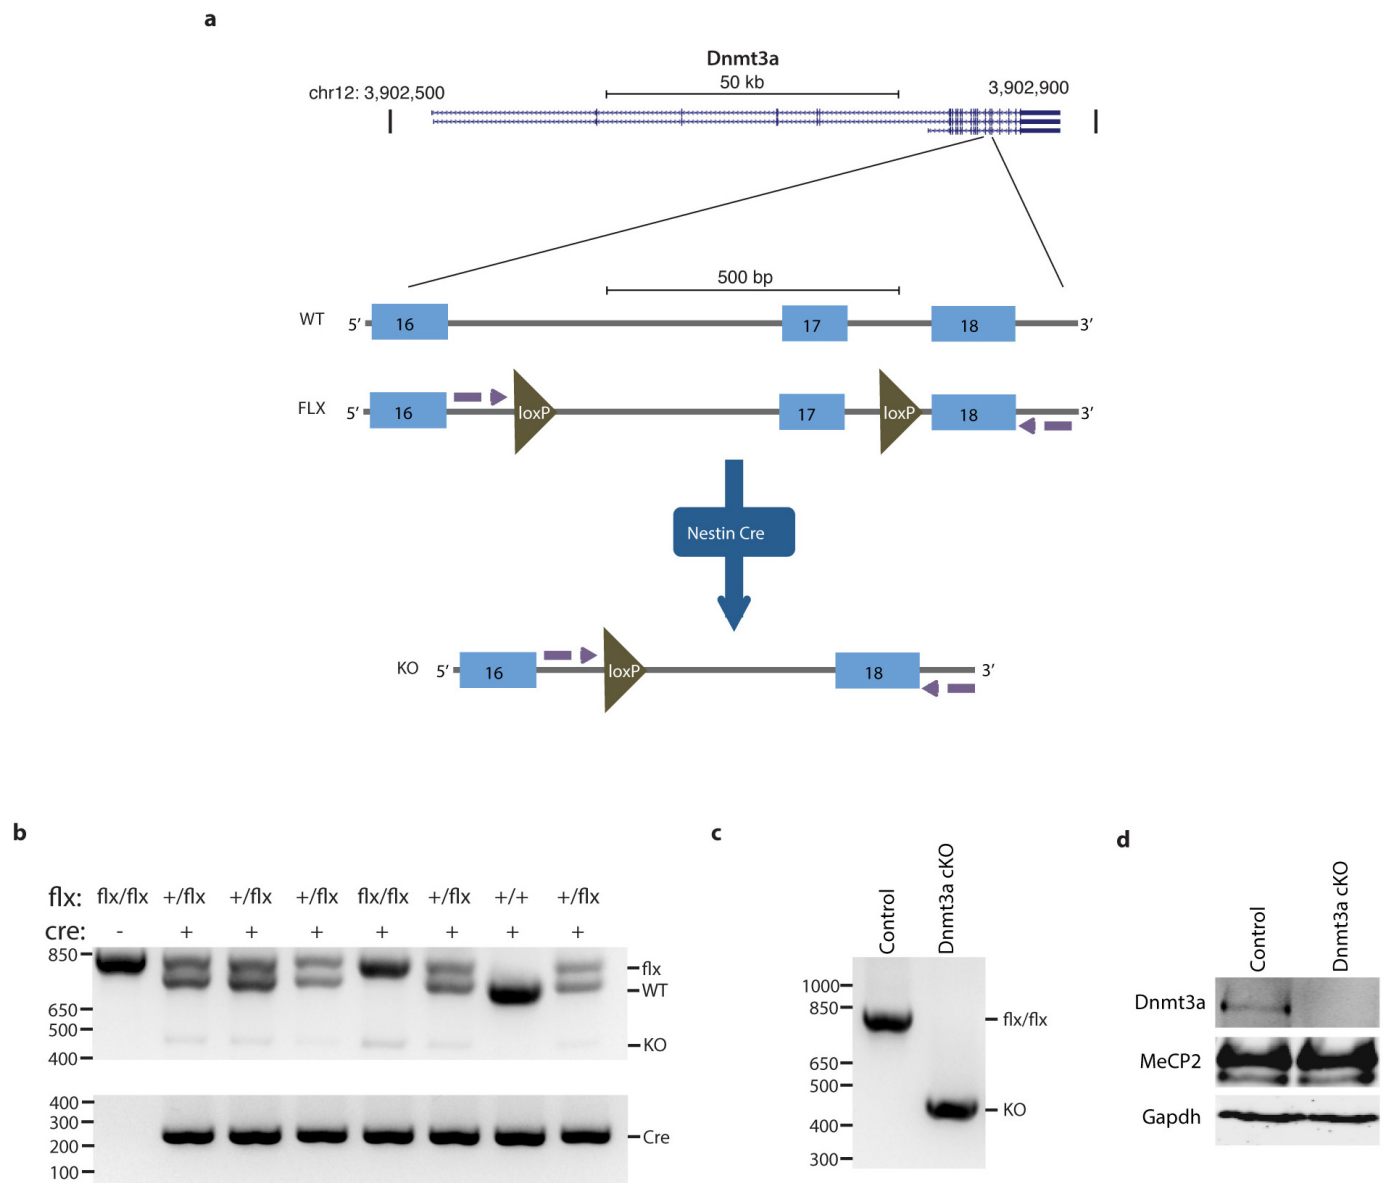 a
Dnmt3a
50 kb
chr12: 3,902,500
3,902,900
500 bp
WT 5′ 16 17 18 3′
FLX 5′ 16 loxP 17 loxP 18 3′
Nestin Cre
KO 5′ 16 loxP 18 3′
b
flx: flx/flx +/flx +/flx +/flx flx/flx +/flx +/+ +/flx
cre: - + + + + + + +
850
650
500
400
flx
WT
KO
400
300
200
100
Cre
c
Control
Dnmt3a cKO
1000
850
650
500
400
300
flx/flx
KO
d
Control
Dnmt3a cKO
Dnmt3a
MeCP2
Gapdh